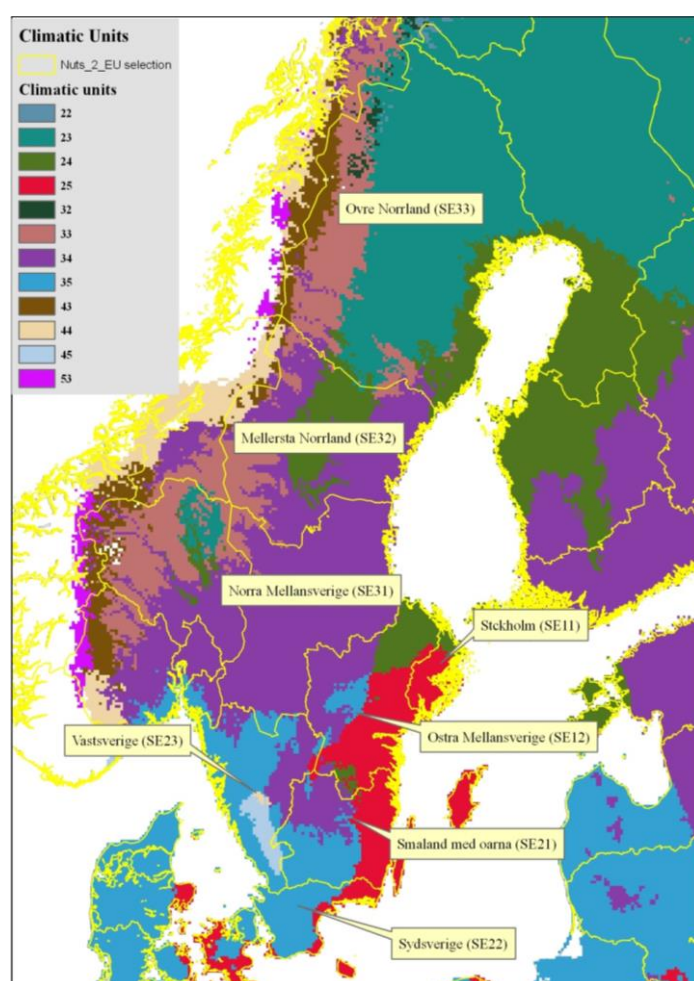 Climatic Units
Nuts_2_EU selection
Climatic units
22
23
24
25
32
33
34
35
43
44
45
53
Ovre Norrland (SE33)
Mellersta Norrland (SE32)
Norra Mellansverige (SE31)
Stckholm (SE11)
Vastsverige (SE23)
Ostra Mellansverige (SE12)
Smaland med oarna (SE21)
Sydsverige (SE22)